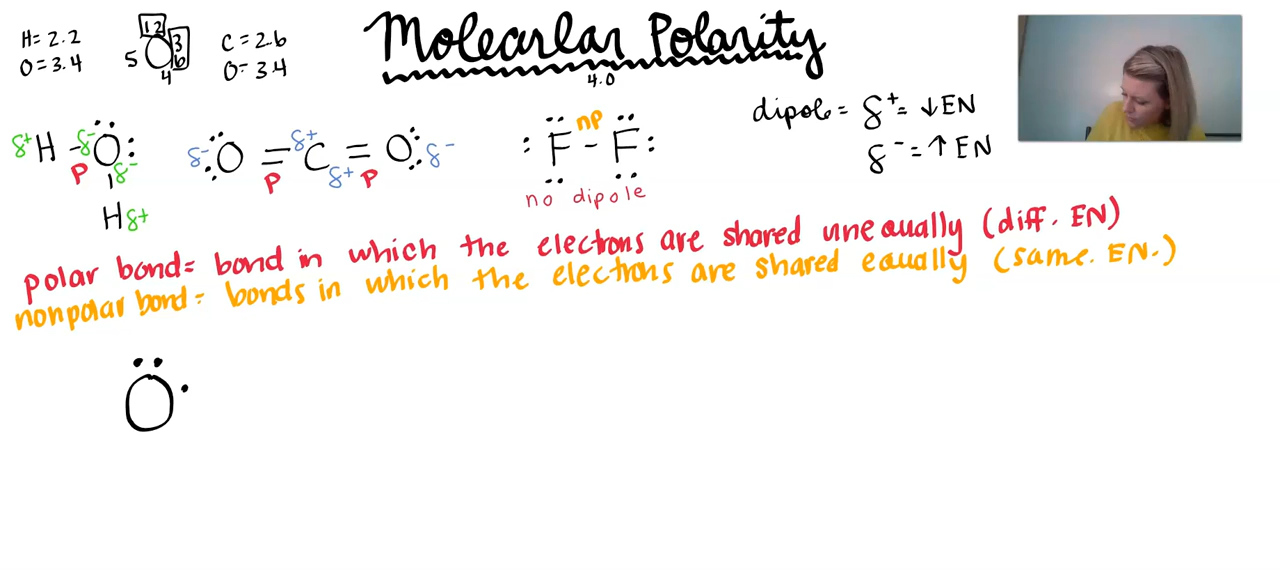 Molecular Polarity
H = 2.2
O = 3.4
12
3
6
5
4
C = 2.6
O = 3.4
4.0
dipole = δ+ = ↓EN
δ- = ↑EN
δ+ H - δ- O :
P δ-
H δ+
δ- O = δ+ C = O δ-
P δ+ P
: F - F :
np
no dipole
polar bond = bond in which the electrons are shared unequally (diff. EN)
nonpolar bond = bonds in which the electrons are shared equally (same. EN.)
O